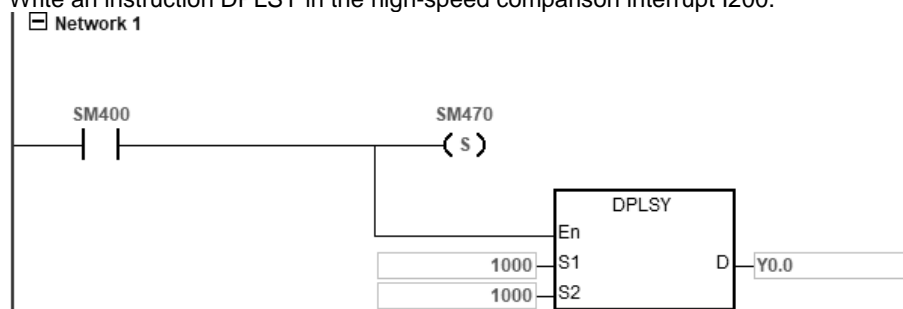 Write an instruction DPLSY in the high-speed comparison interrupt I200.
Network 1
SM400
SM470
S
DPLSY
En
1000 S1 D Y0.0
1000 S2